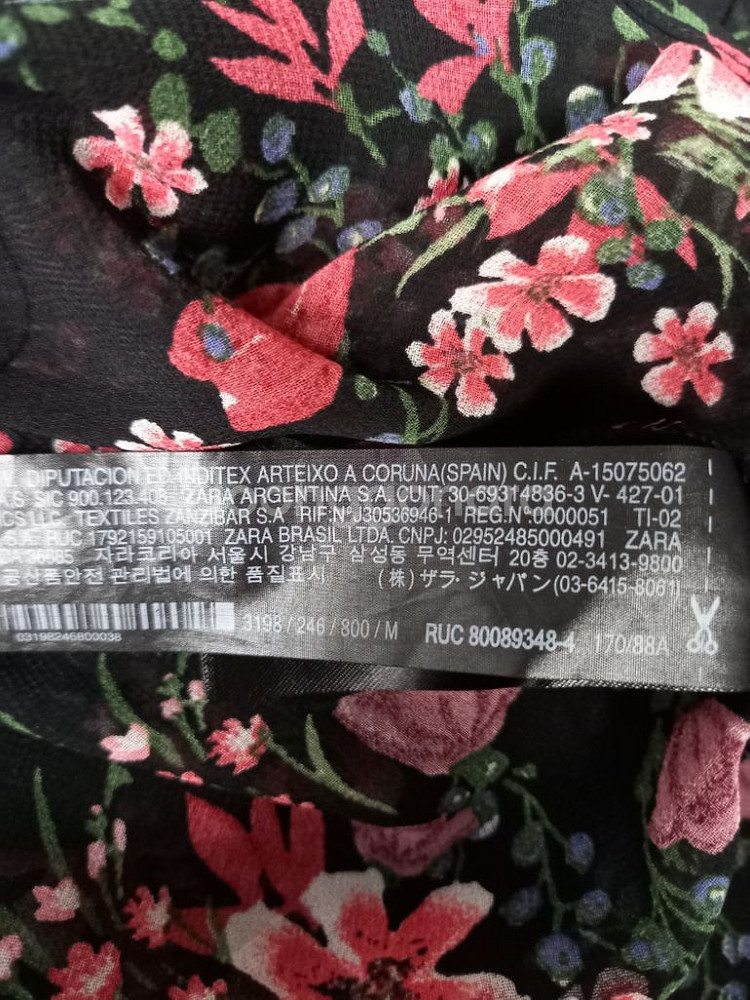 DIPUTACION ED. INDITEX ARTEIXO A CORUNA(SPAIN) C.I.F. A-15075062
A.S SIC 900.123.408 ZARA ARGENTINA S.A. CUIT: 30-69314836-3 V- 427-01
ICS LLC TEXTILES ZANZIBAR S.A RIF:N°J30536946-1 REG.N°:0000051 TI-02
RUC 1792159105001 ZARA BRASIL LTDA. CNPJ: 02952485000491 ZARA
자라코리아 서울시 강남구 삼성동 무역센터 20층 02-3413-9800
공산품안전 관리법에 의한 품질표시 (株) ザラ・ジャパン(03-6415-8061)
03198246800038 3198 / 246 / 800 / M RUC 80089348-4 170/88A